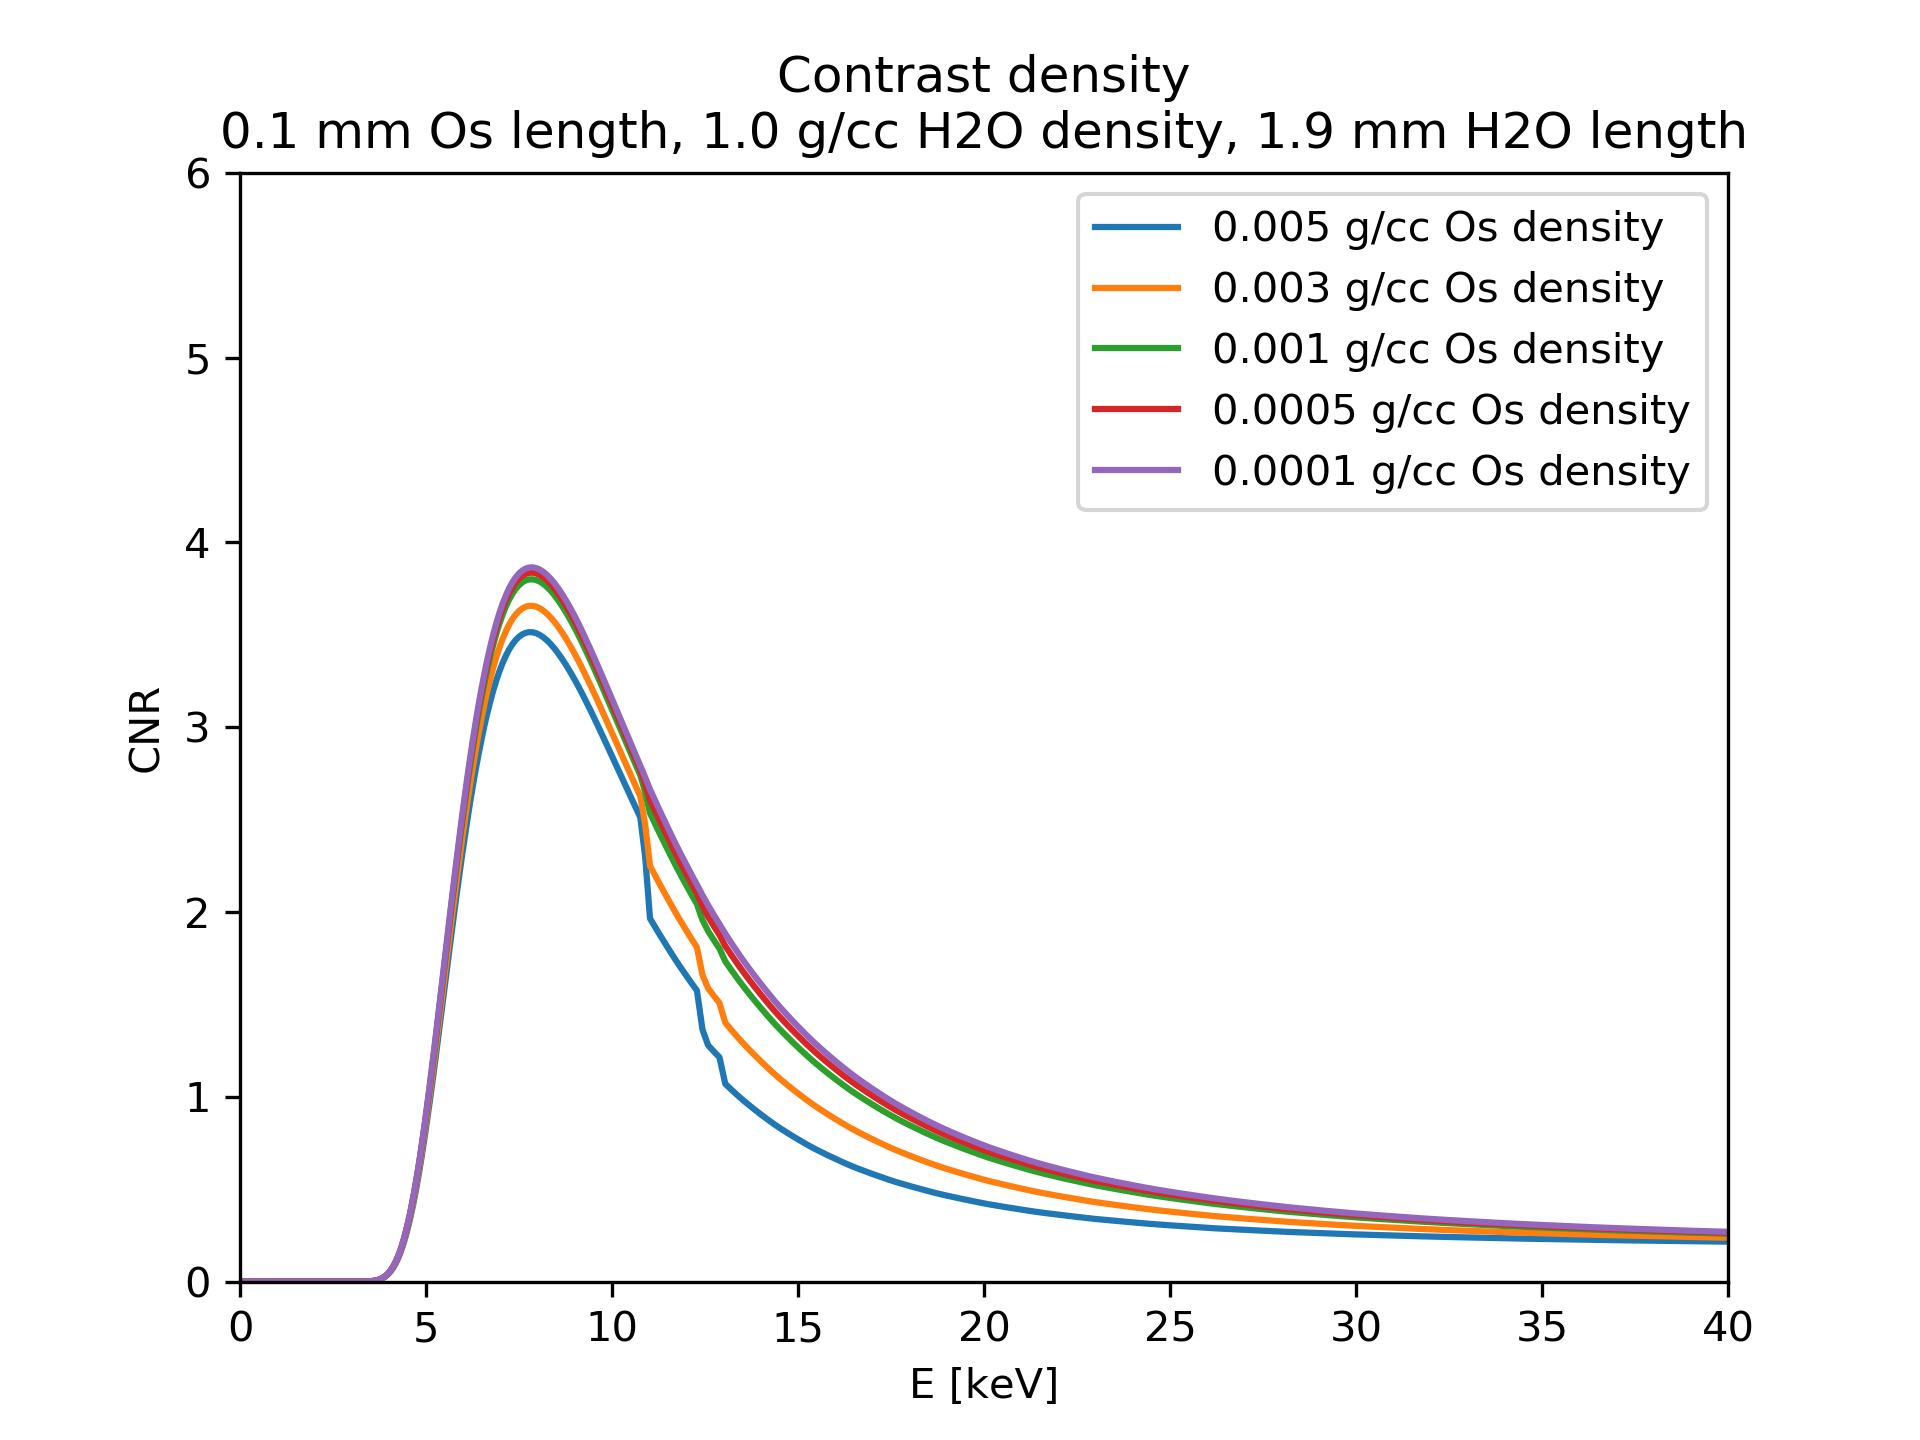 Contrast density
0.1 mm Os length, 1.0 g/cc H2O density, 1.9 mm H2O length
6
5
4
3
2
1
0
CNR
0.005 g/cc Os density
0.003 g/cc Os density
0.001 g/cc Os density
0.0005 g/cc Os density
0.0001 g/cc Os density
0 5 10 15 20 25 30 35 40
E [keV]